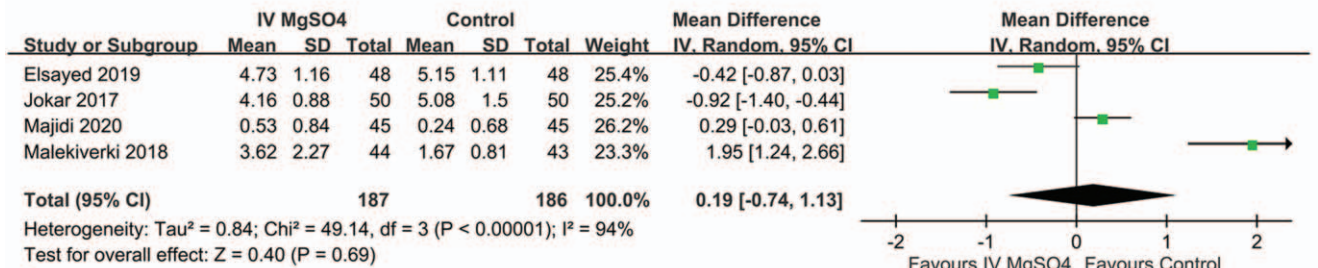 IV MgSO4 Control Mean Difference Mean Difference
Study or Subgroup Mean SD Total Mean SD Total Weight IV, Random, 95% CI IV, Random, 95% CI
Elsayed 2019 4.73 1.16 48 5.15 1.11 48 25.4% -0.42 [-0.87, 0.03]
Jokar 2017 4.16 0.88 50 5.08 1.5 50 25.2% -0.92 [-1.40, -0.44]
Majidi 2020 0.53 0.84 45 0.24 0.68 45 26.2% 0.29 [-0.03, 0.61]
Malekiverki 2018 3.62 2.27 44 1.67 0.81 43 23.3% 1.95 [1.24, 2.66]
Total (95% CI) 187 186 100.0% 0.19 [-0.74, 1.13]
Heterogeneity: Tau² = 0.84; Chi² = 49.14, df = 3 (P < 0.00001); I² = 94%
Test for overall effect: Z = 0.40 (P = 0.69)
-2 -1 0 1 2
Favours IV MgSO4 Favours Control